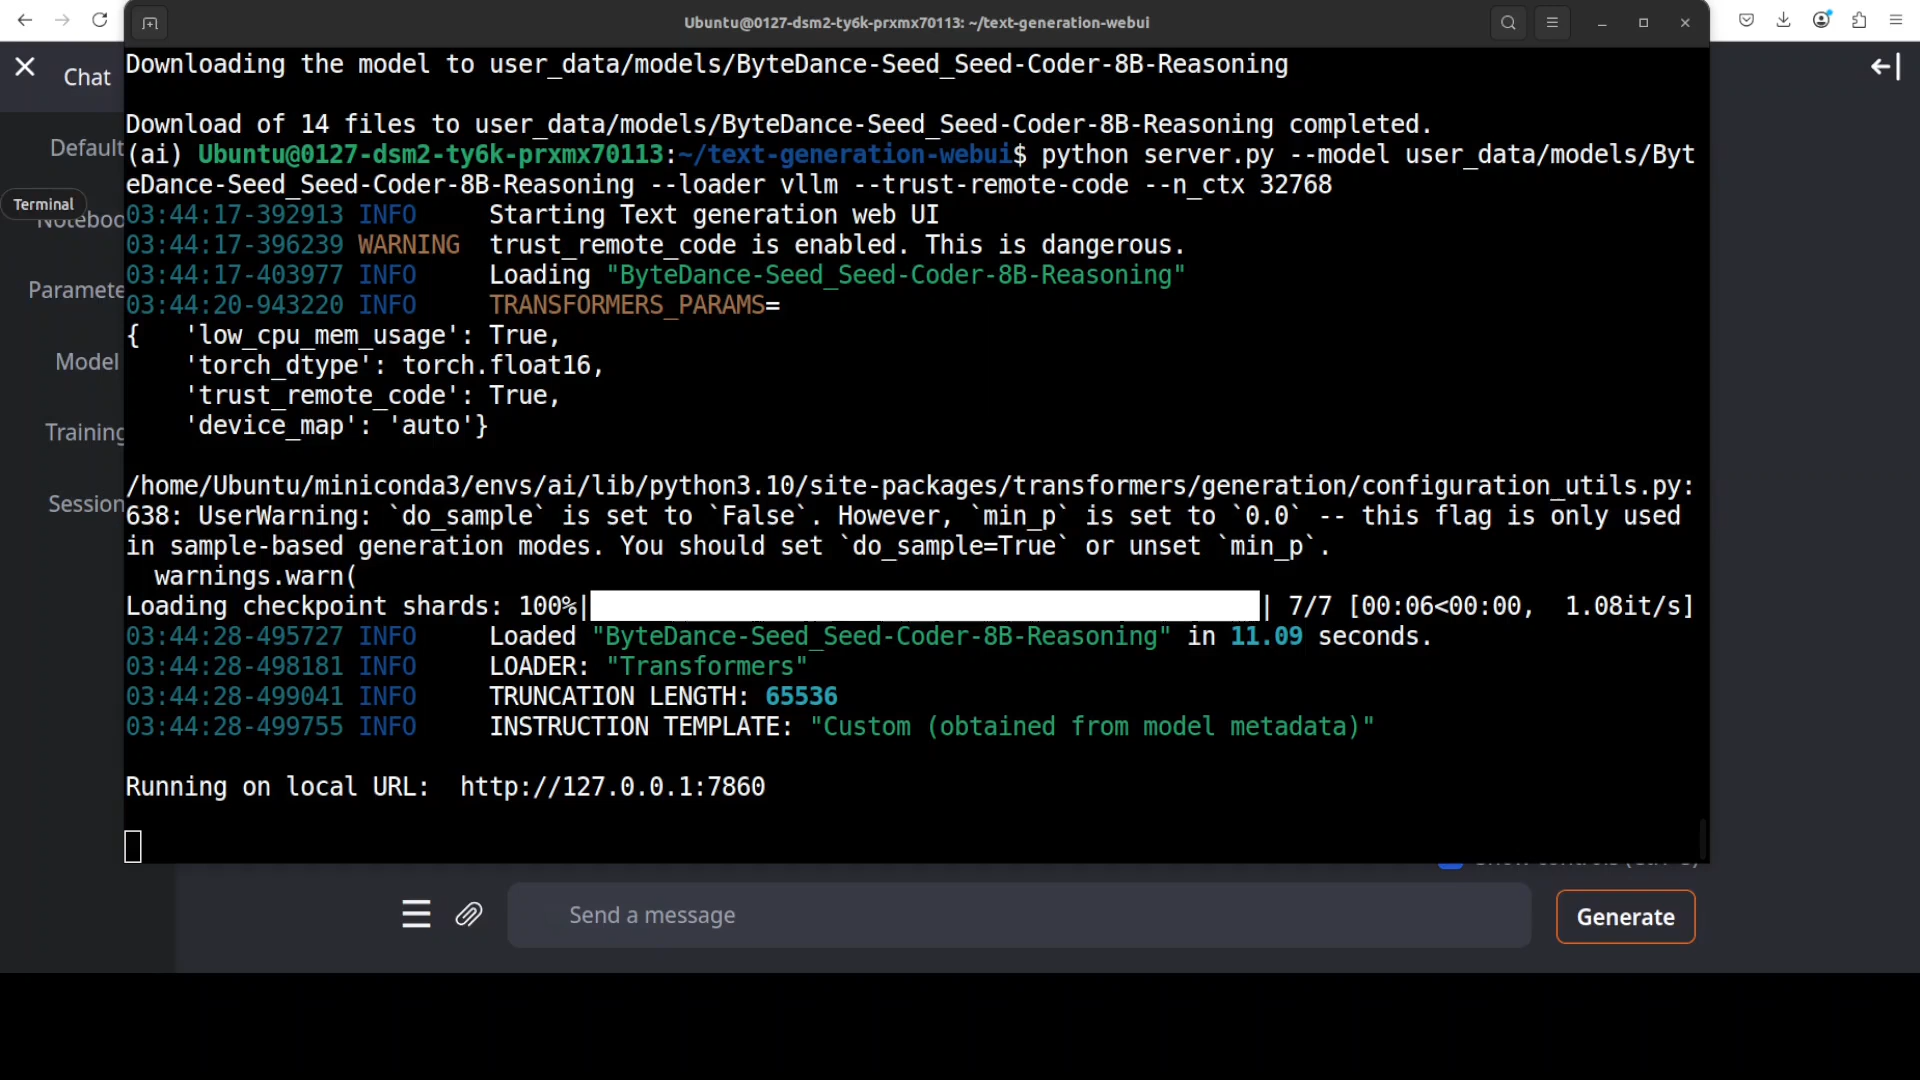 Ubuntu@0127-dsm2-ty6k-prxmx70113: ~/text-generation-webui
Downloading the model to user_data/models/ByteDance-Seed_Seed-Coder-8B-Reasoning
Download of 14 files to user_data/models/ByteDance-Seed_Seed-Coder-8B-Reasoning completed.
(ai) Ubuntu@0127-dsm2-ty6k-prxmx70113:~/text-generation-webui$ python server.py --model user_data/models/Byt
eDance-Seed_Seed-Coder-8B-Reasoning --loader vllm --trust-remote-code --n_ctx 32768
03:44:17-392913 INFO     Starting Text generation web UI
03:44:17-396239 WARNING  trust_remote_code is enabled. This is dangerous.
03:44:17-403977 INFO     Loading "ByteDance-Seed_Seed-Coder-8B-Reasoning"
03:44:20-943220 INFO     TRANSFORMERS_PARAMS=
{   'low_cpu_mem_usage': True,
    'torch_dtype': torch.float16,
    'trust_remote_code': True,
    'device_map': 'auto'}
/home/Ubuntu/miniconda3/envs/ai/lib/python3.10/site-packages/transformers/generation/configuration_utils.py:
638: UserWarning: `do_sample` is set to `False`. However, `min_p` is set to `0.0` -- this flag is only used
in sample-based generation modes. You should set `do_sample=True` or unset `min_p`.
  warnings.warn(
Loading checkpoint shards: 100%| | 7/7 [00:06<00:00,  1.08it/s]
03:44:28-495727 INFO     Loaded "ByteDance-Seed_Seed-Coder-8B-Reasoning" in 11.09 seconds.
03:44:28-498181 INFO     LOADER: "Transformers"
03:44:28-499041 INFO     TRUNCATION LENGTH: 65536
03:44:28-499755 INFO     INSTRUCTION TEMPLATE: "Custom (obtained from model metadata)"
Running on local URL:  http://127.0.0.1:7860
Chat
Default
Terminal
Noteboo
Paramete
Model
Training
Session
Send a message
Generate